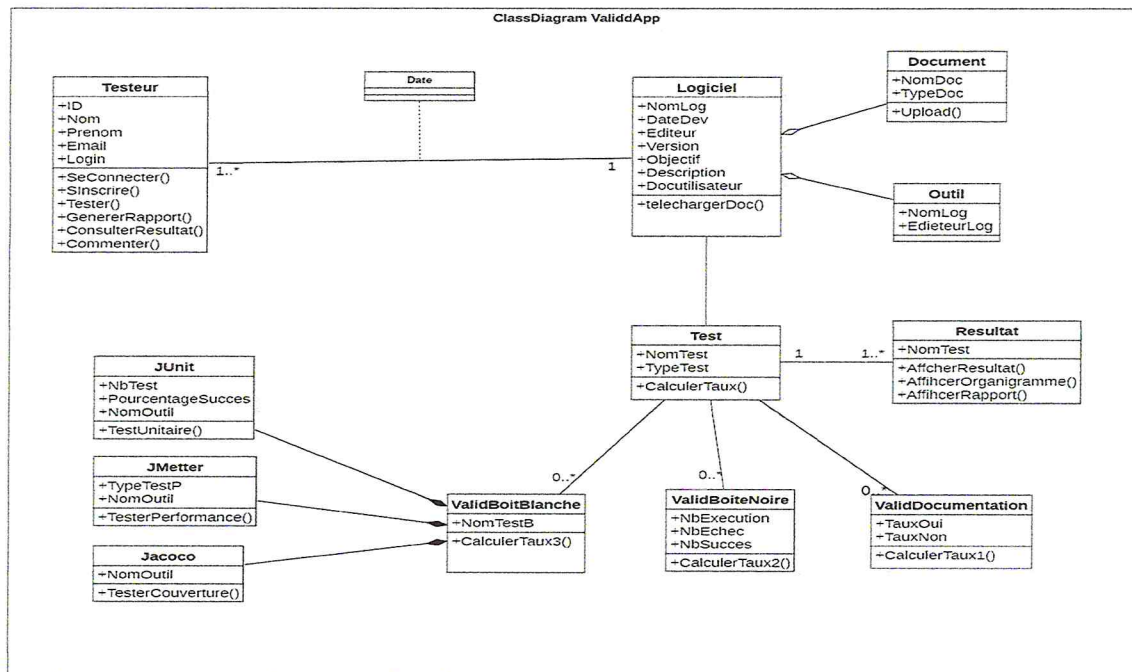 ClassDiagram ValiddApp
Testeur
+ID
+Nom
+Prenom
+Email
+Login
+SeConnecter()
+SInscrire()
+Tester()
+GenererRapport()
+ConsulterResultat()
+Commenter()
Date
1..*
1
Logiciel
+NomLog
+DateDev
+Editeur
+Version
+Objectif
+Description
+Docutilisateur
+telechargerDoc()
Document
+NomDoc
+TypeDoc
+Upload()
Outil
+NomLog
+EdieteurLog
Test
+NomTest
+TypeTest
+CalculerTaux()
1
1..*
Resultat
+NomTest
+AffcherResultat()
+AffihcerOrganigramme()
+AffihcerRapport()
JUnit
+NbTest
+PourcentageSucces
+NomOutil
+TestUnitaire()
JMetter
+TypeTestP
+NomOutil
+TesterPerformance()
Jacoco
+NomOutil
+TesterCouverture()
0..*
ValidBoitBlanche
+NomTestB
+CalculerTaux3()
0..*
ValidBoiteNoire
+NbExecution
+NbEchec
+NbSucces
+CalculerTaux2()
0..*
ValidDocumentation
+TauxOui
+TauxNon
+CalculerTaux1()